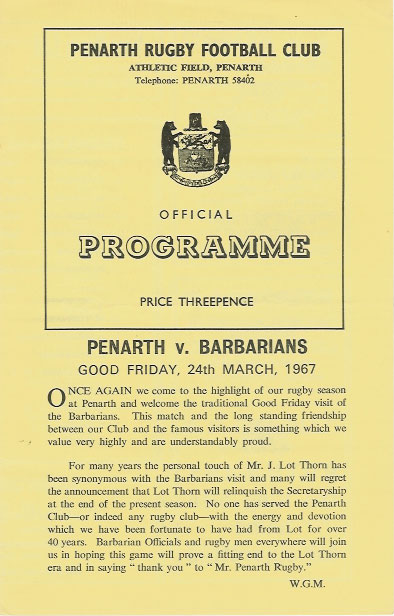 PENARTH RUGBY FOOTBALL CLUB
ATHLETIC FIELD, PENARTH
Telephone: PENARTH 58402
OFFICIAL
PROGRAMME
PRICE THREEPENCE
PENARTH v. BARBARIANS
GOOD FRIDAY, 24th MARCH, 1967
ONCE AGAIN we come to the highlight of our rugby season
at Penarth and welcome the traditional Good Friday visit of
the Barbarians. This match and the long standing friendship
between our Club and the famous visitors is something which we
value very highly and are understandably proud.
For many years the personal touch of Mr. J. Lot Thorn has
been synonymous with the Barbarians visit and many will regret
the announcement that Lot Thorn will relinquish the Secretaryship
at the end of the present season. No one has served the Penarth
Club—or indeed any rugby club—with the energy and devotion
which we have been fortunate to have had from Lot for over
40 years. Barbarian Officials and rugby men everywhere will join
us in hoping this game will prove a fitting end to the Lot Thorn
era and in saying “ thank you ” to “ Mr. Penarth Rugby.”
W.G.M.